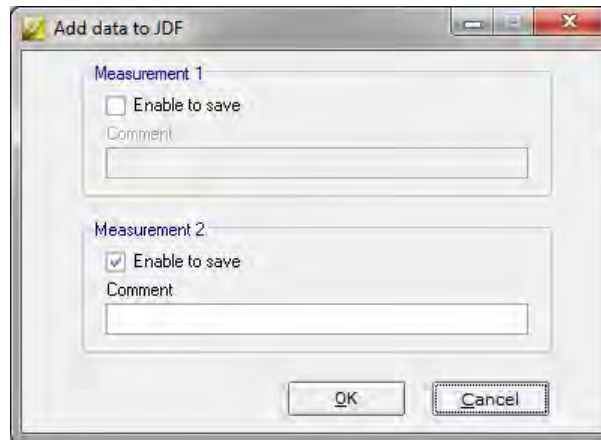 Add data to JDF
Measurement 1
Enable to save
Comment
Measurement 2
Enable to save
Comment
OK
Cancel